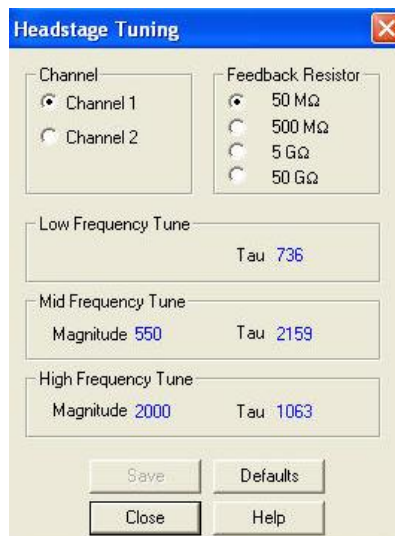 Headstage Tuning
Channel
Channel 1
Channel 2
Feedback Resistor
50 MΩ
500 MΩ
5 GΩ
50 GΩ
Low Frequency Tune
Tau 736
Mid Frequency Tune
Magnitude 550 Tau 2159
High Frequency Tune
Magnitude 2000 Tau 1063
Save Defaults
Close Help